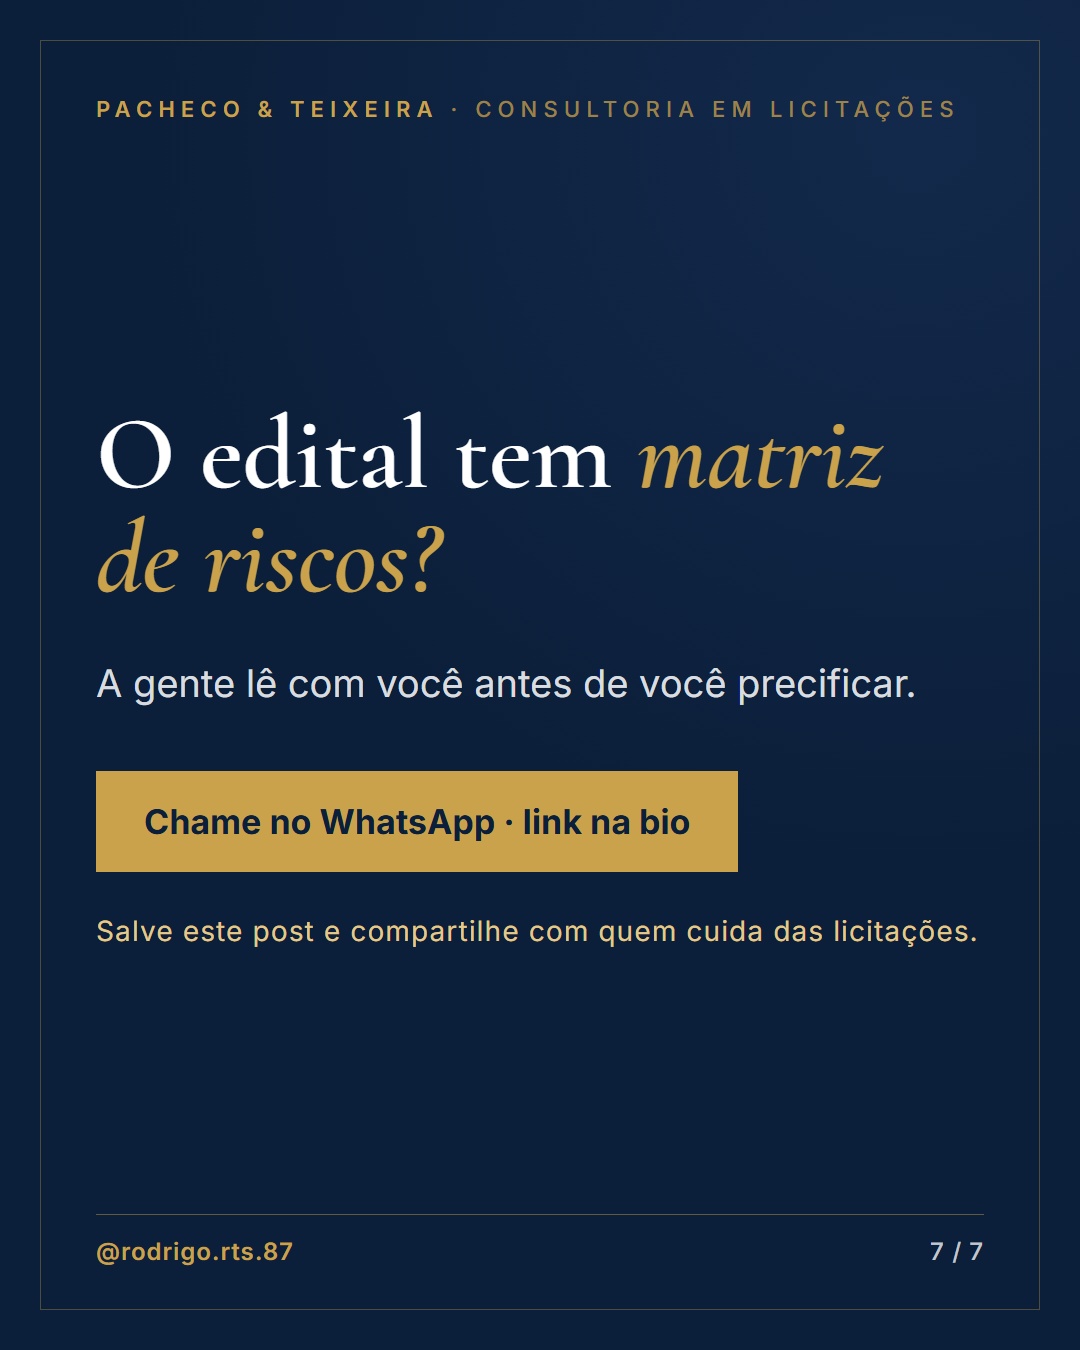 PACHECO & TEIXEIRA · CONSULTORIA EM LICITAÇÕES
O edital tem matriz
de riscos?
A gente lê com você antes de você precificar.
Chame no WhatsApp · link na bio
Salve este post e compartilhe com quem cuida das licitações.
@rodrigo.rts.87
7 / 7